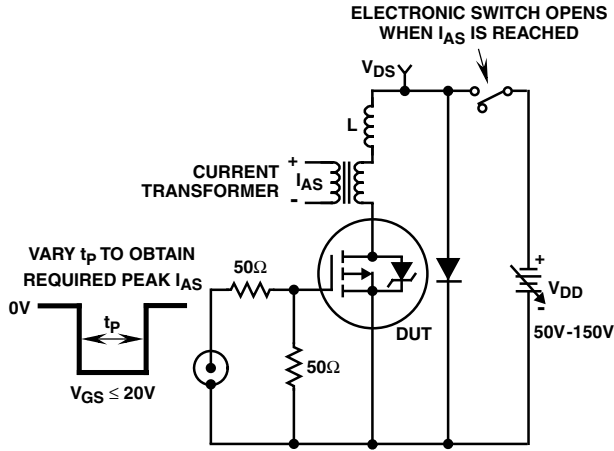 ELECTRONIC SWITCH OPENS
WHEN IAS IS REACHED
VDS
L
CURRENT
TRANSFORMER
+
IAS
-
VARY tP TO OBTAIN
REQUIRED PEAK IAS
0V
tP
VGS ≤ 20V
50Ω
50Ω
DUT
+
VDD
-
50V-150V